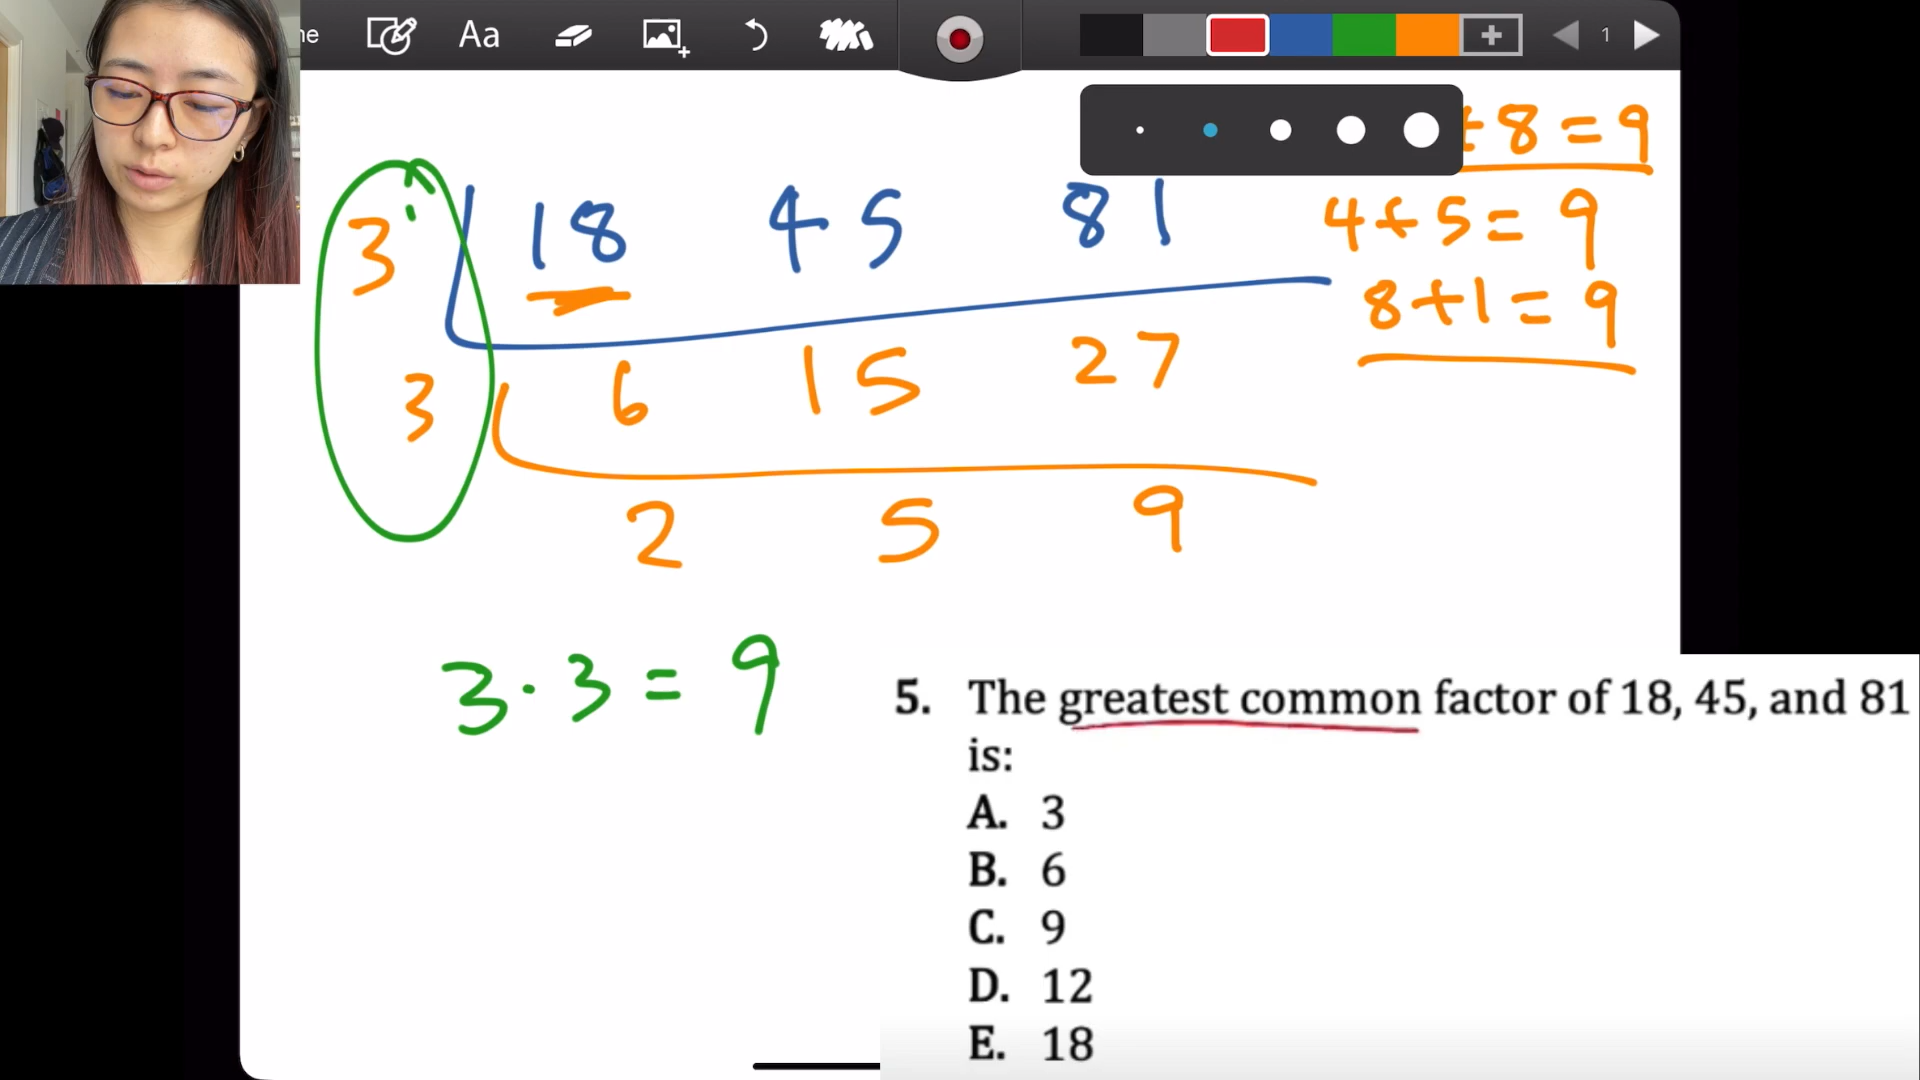 ne Aa 1
+ 8 = 9
3 18 45 81 4 + 5 = 9
8 + 1 = 9
3 6 15 27
2 5 9
3 · 3 = 9
5. The greatest common factor of 18, 45, and 81
is:
A. 3
B. 6
C. 9
D. 12
E. 18